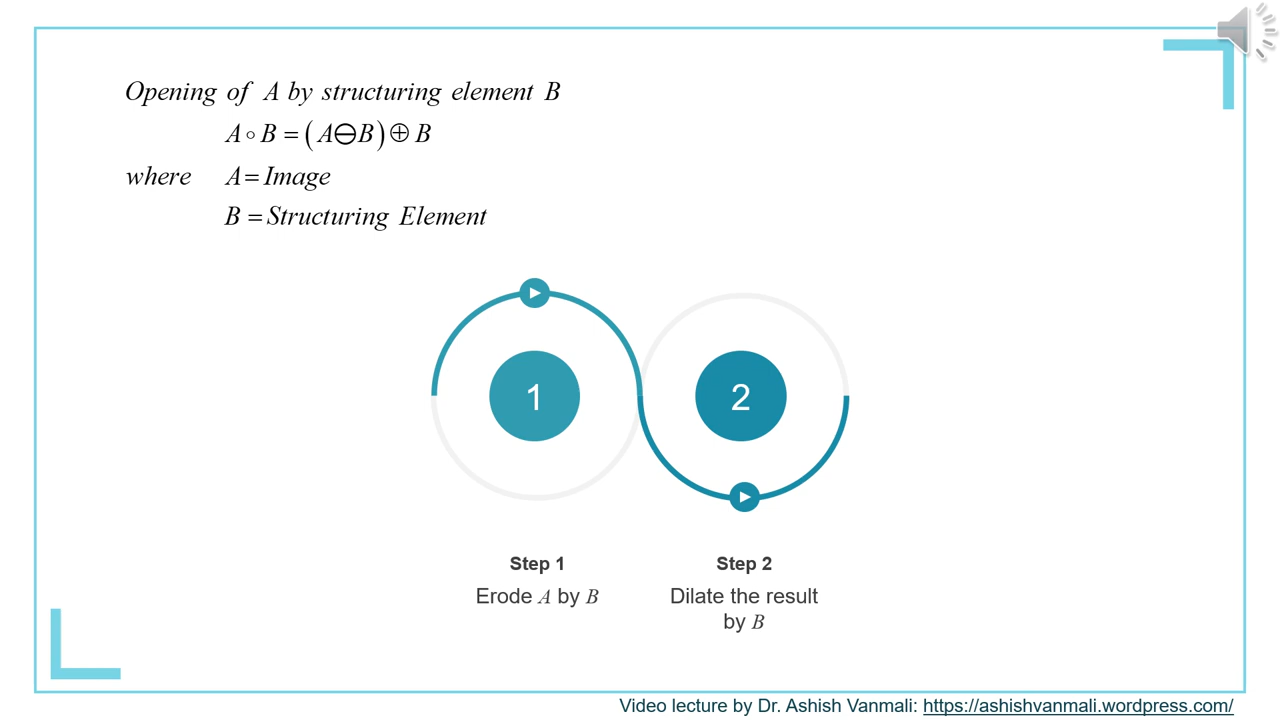 Opening of A by structuring element B
A ∘ B = (A⊖B) ⊕ B
where A = Image
B = Structuring Element
1
2
Step 1
Erode A by B
Step 2
Dilate the result
by B
Video lecture by Dr. Ashish Vanmali: https://ashishvanmali.wordpress.com/